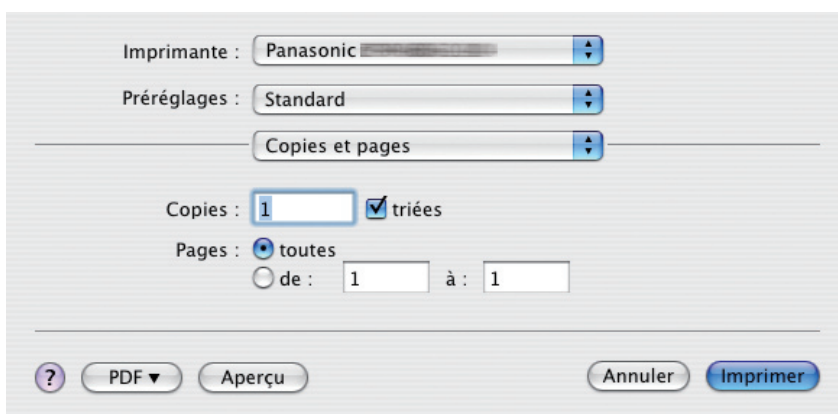 Imprimante : Panasonic
Préréglages : Standard
Copies et pages
Copies : 1 triées
Pages : toutes
de : 1 à : 1
? PDF ▼ Aperçu Annuler Imprimer